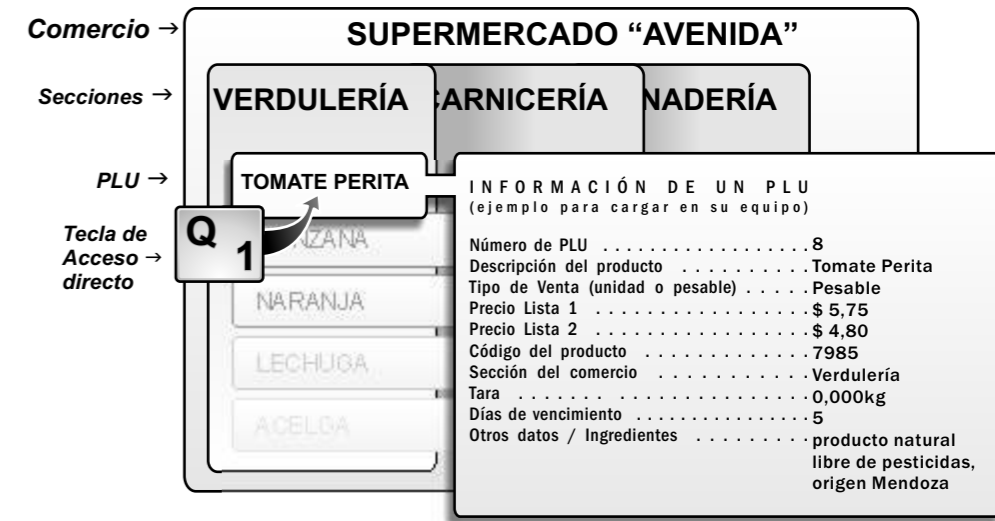 Comercio →
SUPERMERCADO “AVENIDA”
Secciones →
VERDULERÍA
CARNICERÍA
NADERÍA
PLU →
TOMATE PERITA
Tecla de
Acceso →
directo
Q
1
NZANA
NARANJA
LECHUGA
ACELGA
INFORMACIÓN DE UN PLU
(ejemplo para cargar en su equipo)
Número de PLU . . . . . . . . . . . . . . . . . 8
Descripción del producto . . . . . . . . . . Tomate Perita
Tipo de Venta (unidad o pesable) . . . . . Pesable
Precio Lista 1 . . . . . . . . . . . . . . . . . $ 5,75
Precio Lista 2 . . . . . . . . . . . . . . . . . $ 4,80
Código del producto . . . . . . . . . . . . . 7985
Sección del comercio . . . . . . . . . . . Verdulería
Tara . . . . . . . . . . . . . . . . . . . . . 0,000kg
Días de vencimiento . . . . . . . . . . . . . . . 5
Otros datos / Ingredientes . . . . . . . . . producto natural
libre de pesticidas,
origen Mendoza